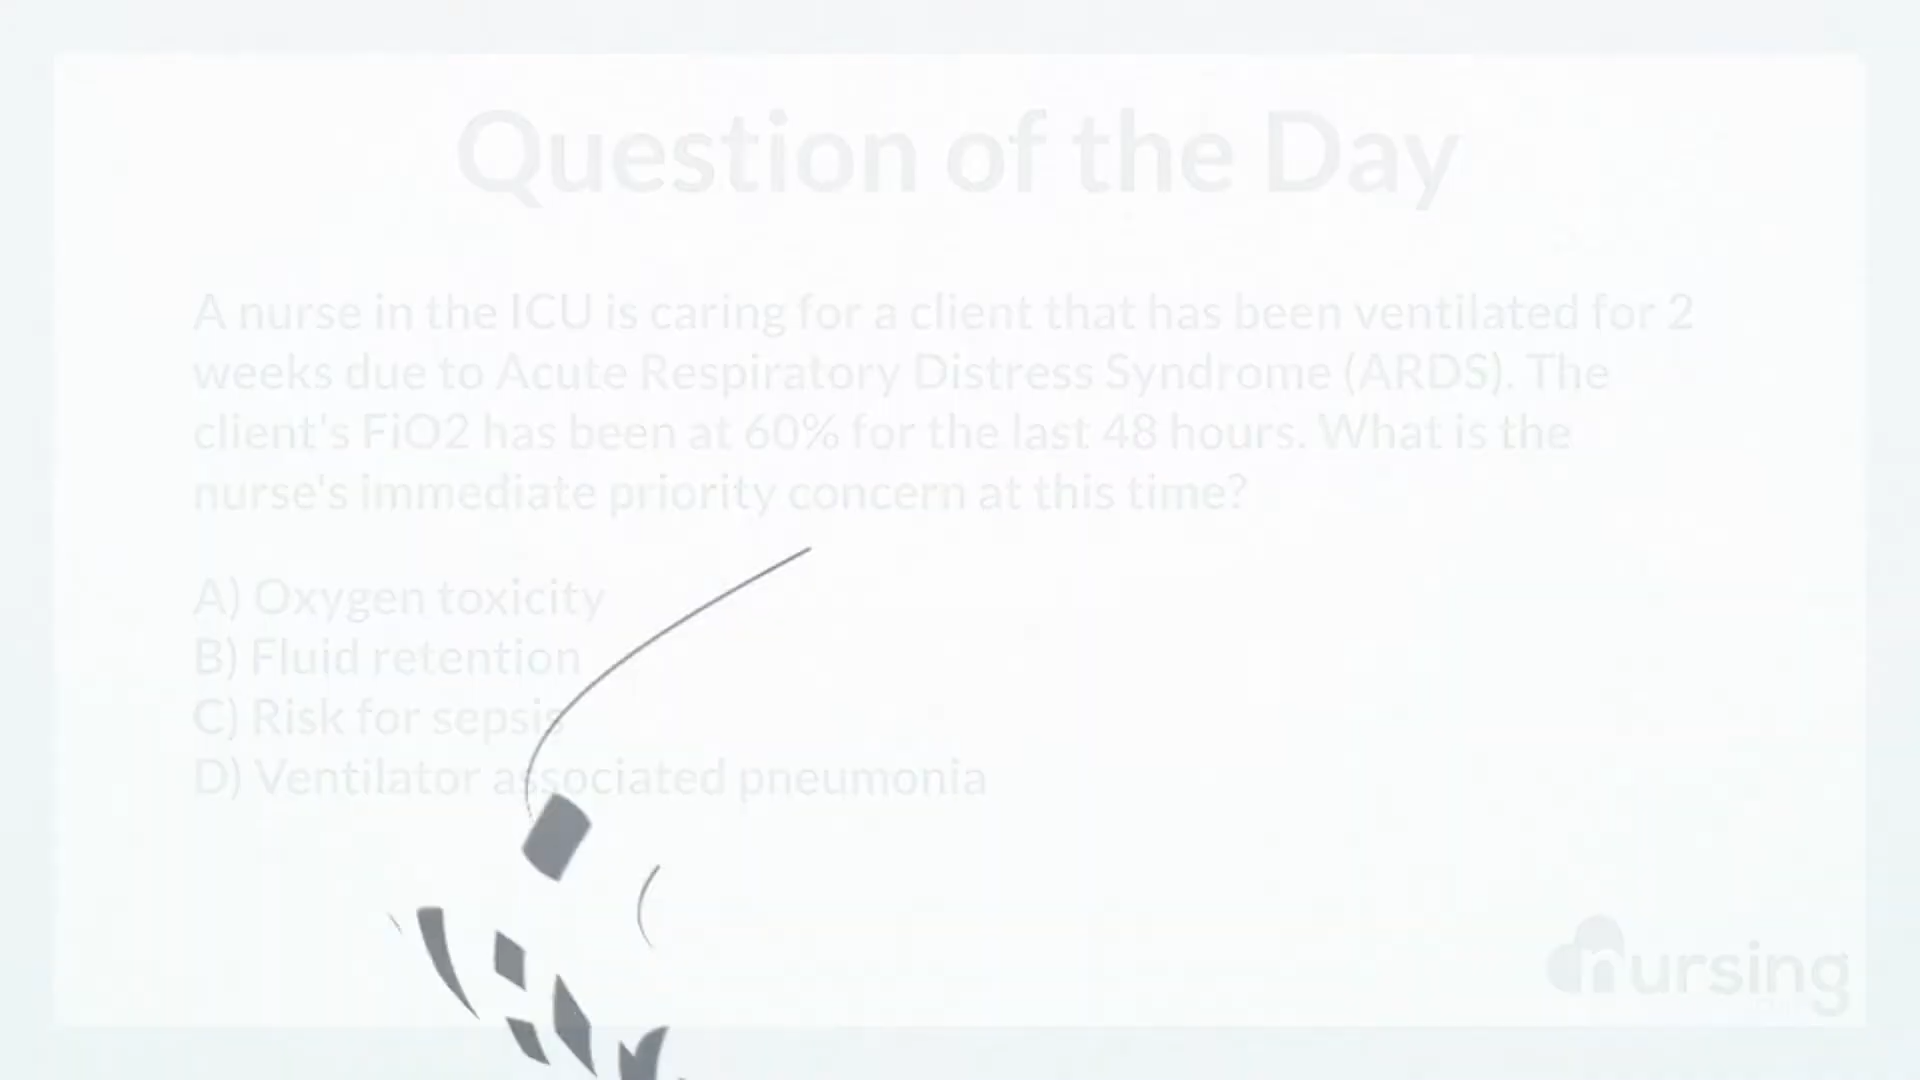 Question of the Day
A nurse in the ICU is caring for a client that has been ventilated for 2
weeks due to Acute Respiratory Distress Syndrome (ARDS). The
client's FiO2 has been at 60% for the last 48 hours. What is the
nurse's immediate priority concern at this time?
A) Oxygen toxicity
B) Fluid retention
C) Risk for sepsis
D) Ventilator associated pneumonia
nursing